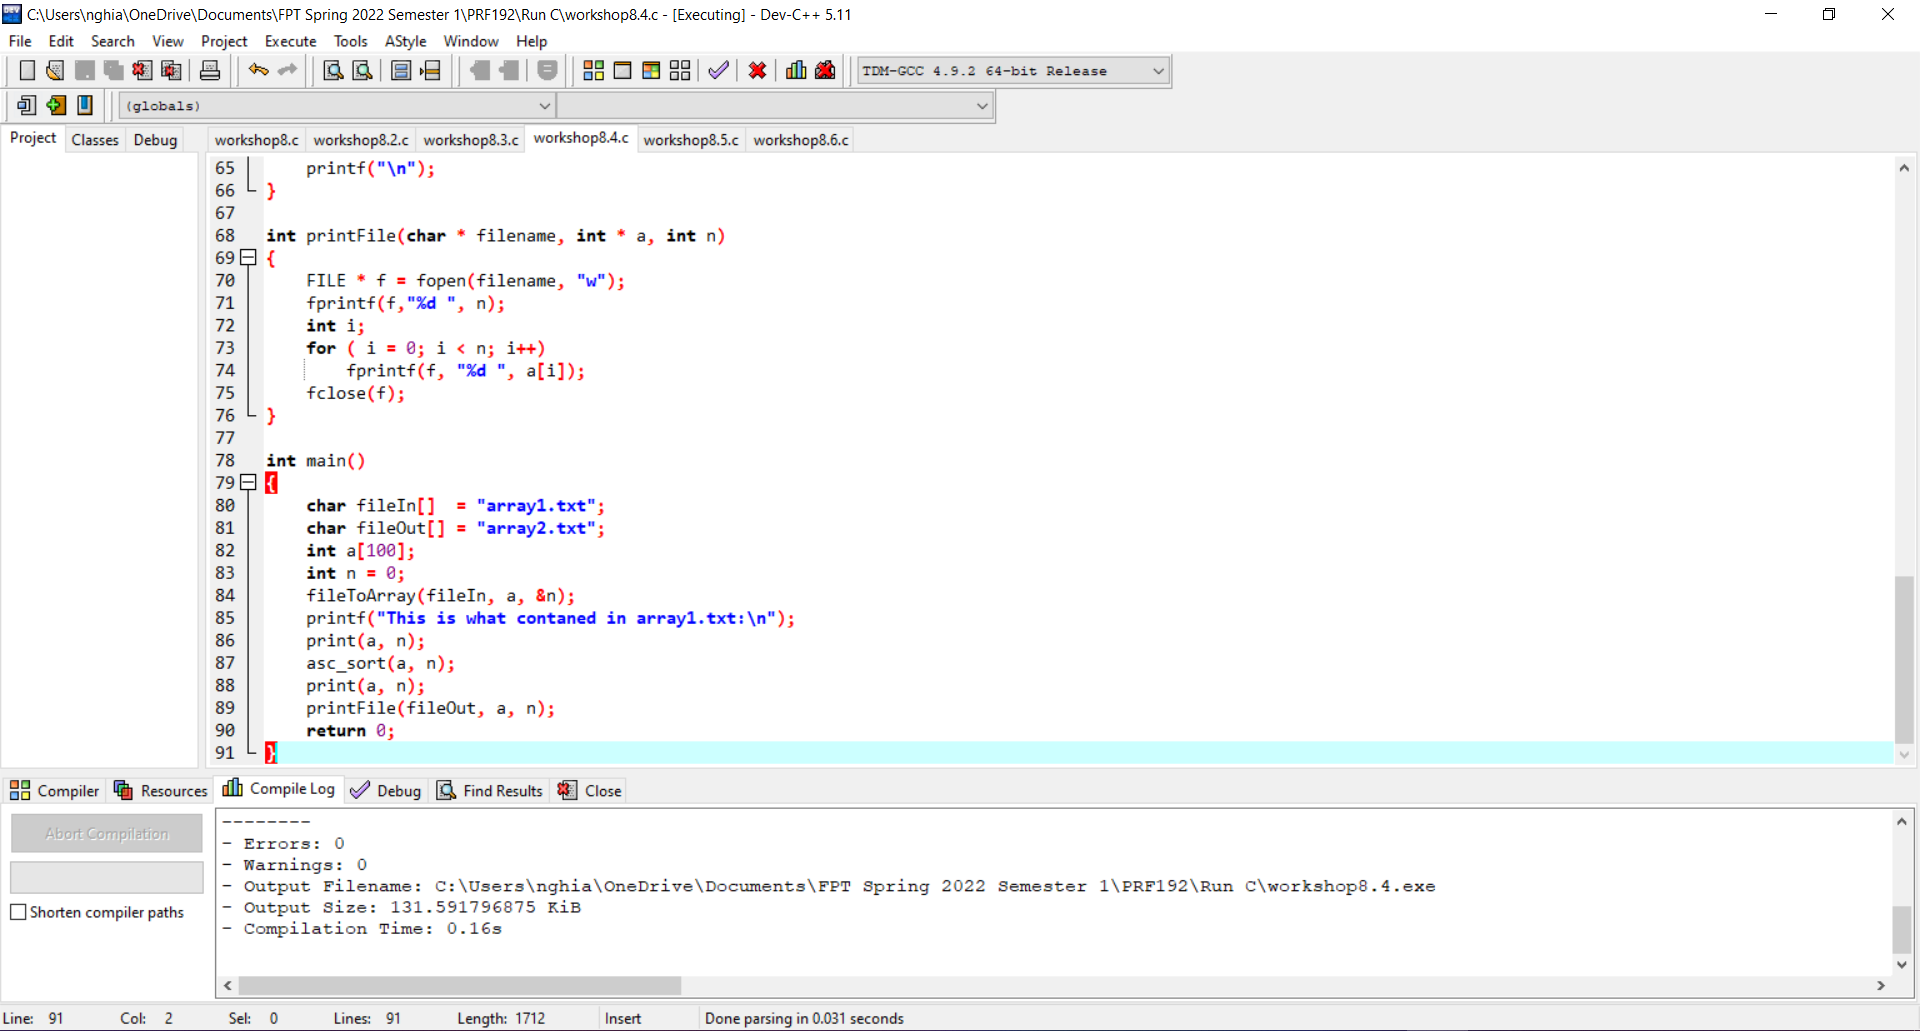 C:\Users\nghia\OneDrive\Documents\FPT Spring 2022 Semester 1\PRF192\Run C\workshop8.4.c - [Executing] - Dev-C++ 5.11
File Edit Search View Project Execute Tools AStyle Window Help
TDM-GCC 4.9.2 64-bit Release
(globals)
Project Classes Debug workshop8.c workshop8.2.c workshop8.3.c workshop8.4.c workshop8.5.c workshop8.6.c
65 printf("\n");
66 }
67
68 int printFile(char * filename, int * a, int n)
69 {
70 FILE * f = fopen(filename, "w");
71 fprintf(f,"%d ", n);
72 int i;
73 for ( i = 0; i < n; i++)
74 fprintf(f, "%d ", a[i]);
75 fclose(f);
76 }
77
78 int main()
79 {
80 char fileIn[]  = "array1.txt";
81 char fileOut[] = "array2.txt";
82 int a[100];
83 int n = 0;
84 fileToArray(fileIn, a, &n);
85 printf("This is what contaned in array1.txt:\n");
86 print(a, n);
87 asc_sort(a, n);
88 print(a, n);
89 printFile(fileOut, a, n);
90 return 0;
91 }
Compiler Resources Compile Log Debug Find Results Close
Abort Compilation
Shorten compiler paths
--------
- Errors: 0
- Warnings: 0
- Output Filename: C:\Users\nghia\OneDrive\Documents\FPT Spring 2022 Semester 1\PRF192\Run C\workshop8.4.exe
- Output Size: 131.591796875 KiB
- Compilation Time: 0.16s
Line: 91 Col: 2 Sel: 0 Lines: 91 Length: 1712 Insert Done parsing in 0.031 seconds